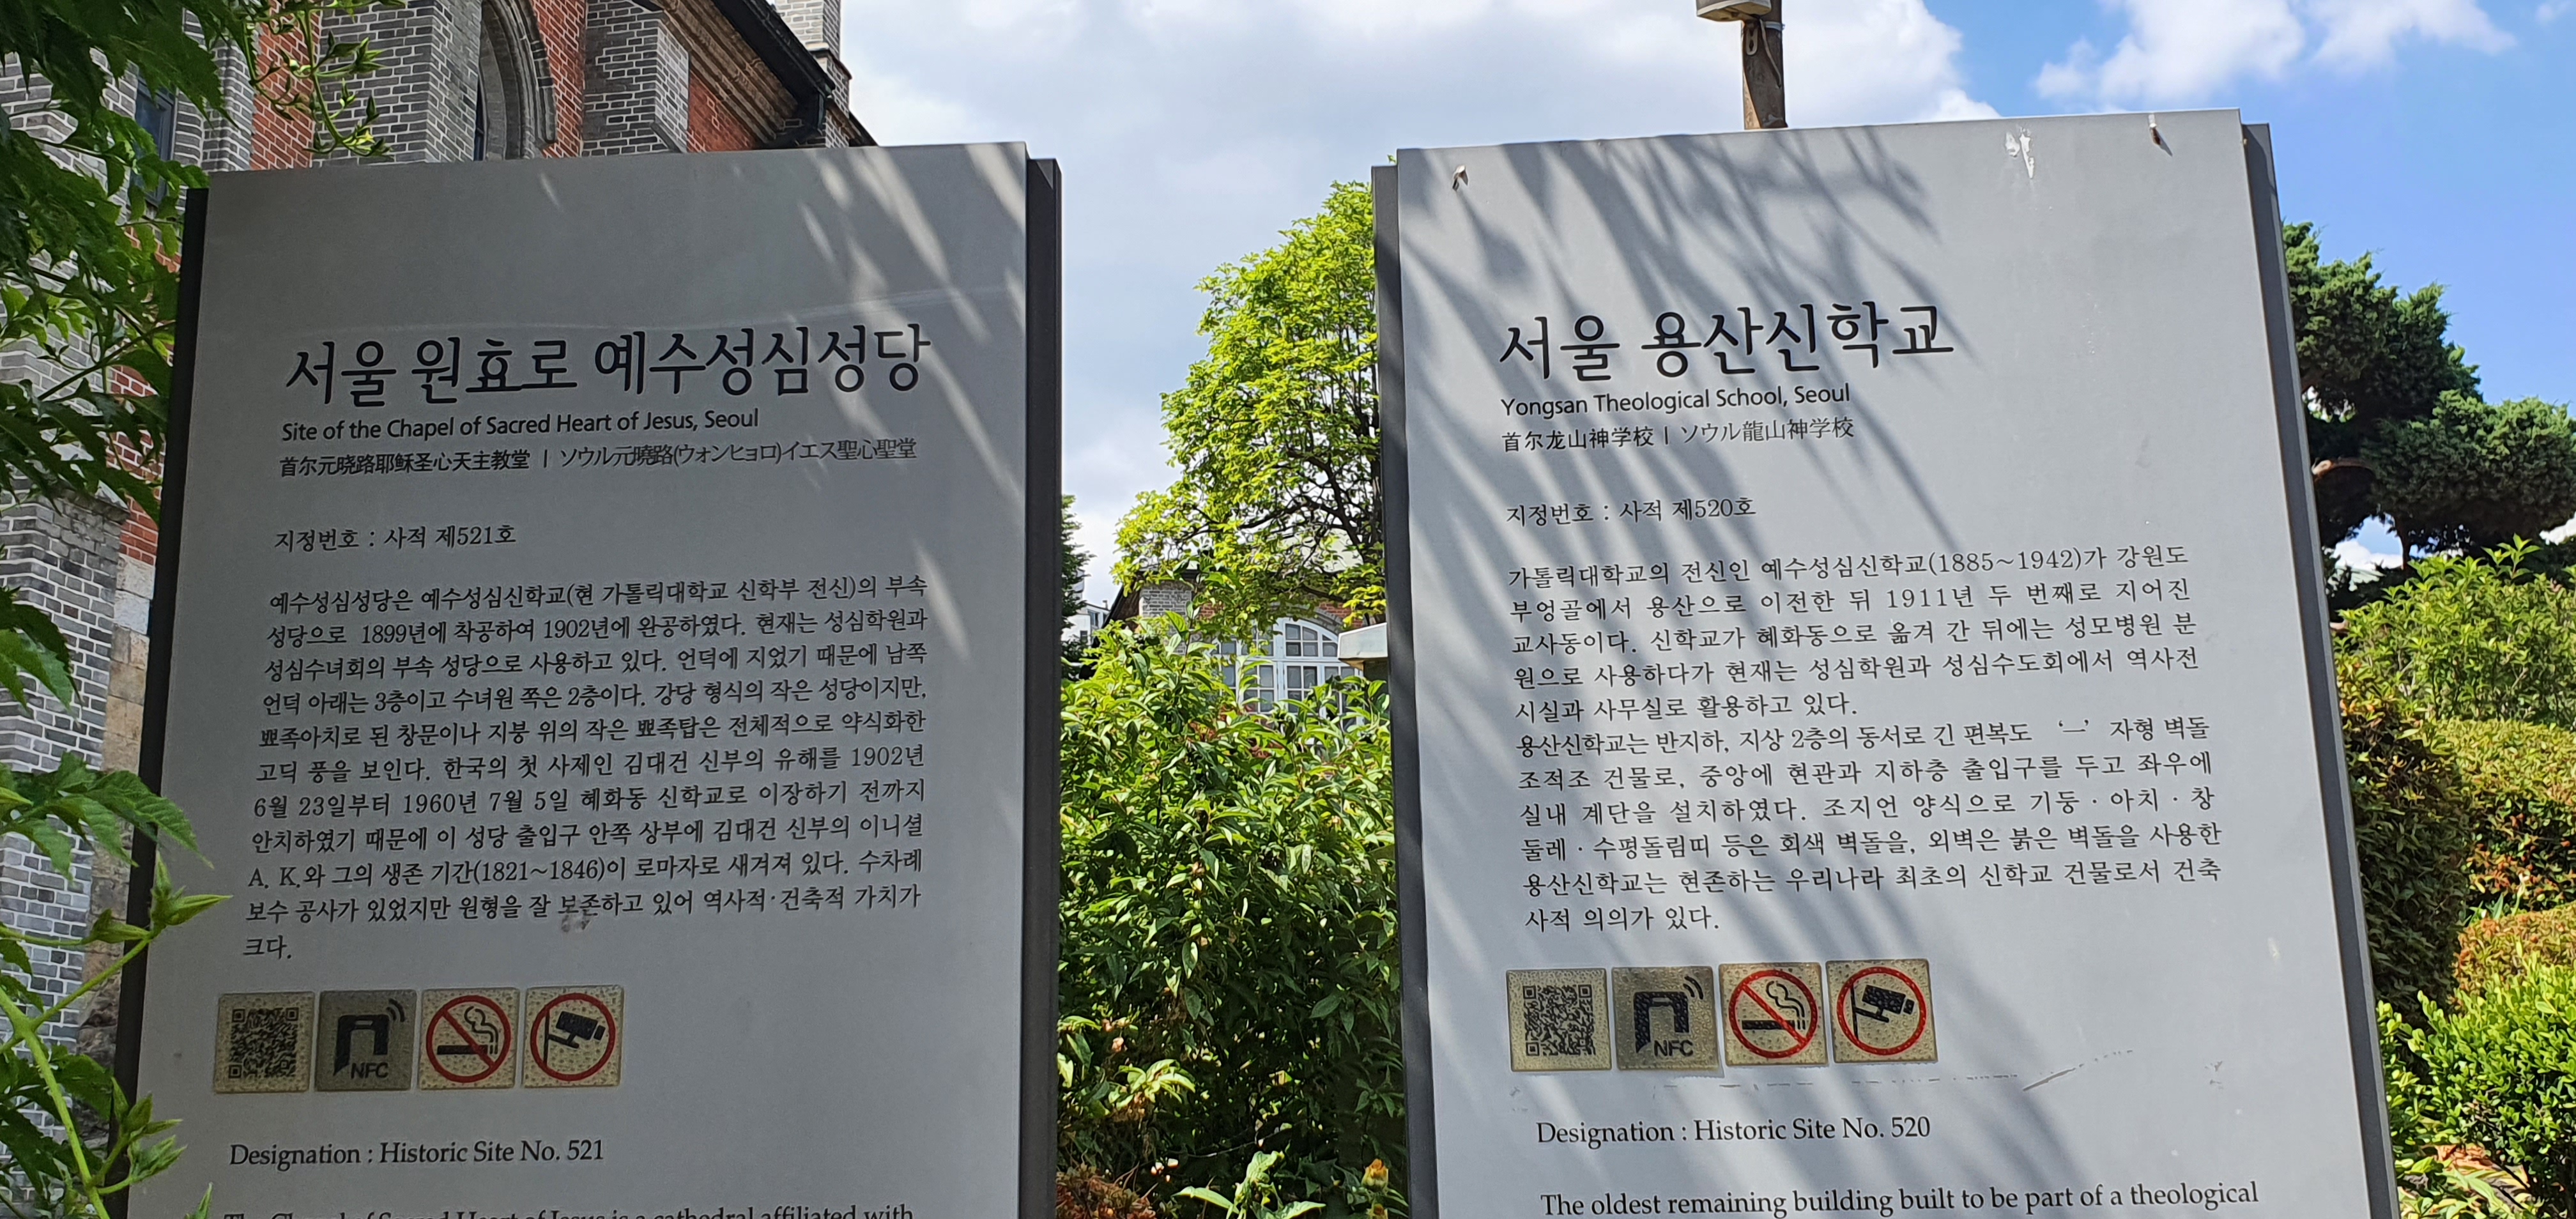 서울 원효로 예수성심성당
Site of the Chapel of Sacred Heart of Jesus, Seoul
首尔元晓路耶稣圣心天主教堂 | ソウル元曉路(ウォンヒョロ)イエス聖心聖堂
지정번호 : 사적 제521호
예수성심성당은 예수성심신학교(현 가톨릭대학교 신학부 전신)의 부속
성당으로 1899년에 착공하여 1902년에 완공하였다. 현재는 성심학원과
성심수녀회의 부속 성당으로 사용하고 있다. 언덕에 지었기 때문에 남쪽
언덕 아래는 3층이고 수녀원 쪽은 2층이다. 강당 형식의 작은 성당이지만,
뾰족아치로 된 창문이나 지붕 위의 작은 뾰족탑은 전체적으로 약식화한
고딕 풍을 보인다. 한국의 첫 사제인 김대건 신부의 유해를 1902년
6월 23일부터 1960년 7월 5일 혜화동 신학교로 이장하기 전까지
안치하였기 때문에 이 성당 출입구 안쪽 상부에 김대건 신부의 이니셜
A. K.와 그의 생존 기간(1821~1846)이 로마자로 새겨져 있다. 수차례
보수 공사가 있었지만 원형을 잘 보존하고 있어 역사적·건축적 가치가
크다.
NFC
Designation : Historic Site No. 521
The Chapel of Sacred Heart of Jesus is a cathedral affiliated with
서울 용산신학교
Yongsan Theological School, Seoul
首尔龙山神学校 | ソウル龍山神学校
지정번호 : 사적 제520호
가톨릭대학교의 전신인 예수성심신학교(1885~1942)가 강원도
부엉골에서 용산으로 이전한 뒤 1911년 두 번째로 지어진
교사동이다. 신학교가 혜화동으로 옮겨 간 뒤에는 성모병원 분
원으로 사용하다가 현재는 성심학원과 성심수도회에서 역사전
시실과 사무실로 활용하고 있다.
용산신학교는 반지하, 지상 2층의 동서로 긴 편복도 ‘一’ 자형 벽돌
조적조 건물로, 중앙에 현관과 지하층 출입구를 두고 좌우에
실내 계단을 설치하였다. 조지언 양식으로 기둥 · 아치 · 창
둘레 · 수평돌림띠 등은 회색 벽돌을, 외벽은 붉은 벽돌을 사용한
용산신학교는 현존하는 우리나라 최초의 신학교 건물로서 건축
사적 의의가 있다.
NFC
Designation : Historic Site No. 520
The oldest remaining building built to be part of a theological